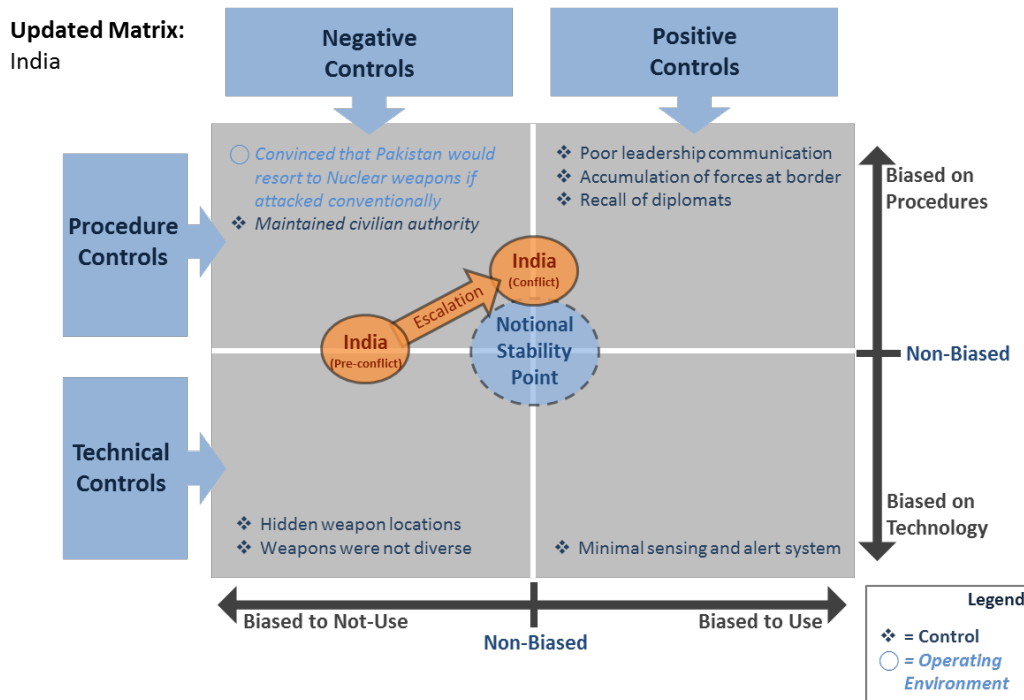 Updated Matrix:
India
Negative
Controls
Positive
Controls
Procedure
Controls
Technical
Controls
Convinced that Pakistan would
resort to Nuclear weapons if
attacked conventionally
❖ Maintained civilian authority
❖ Poor leadership communication
❖ Accumulation of forces at border
❖ Recall of diplomats
India
(Pre-conflict)
Escalation
India
(Conflict)
Notional
Stability
Point
❖ Hidden weapon locations
❖ Weapons were not diverse
❖ Minimal sensing and alert system
Biased on
Procedures
Non-Biased
Biased on
Technology
Biased to Not-Use
Non-Biased
Biased to Use
Legend
❖ = Control
= Operating
Environment